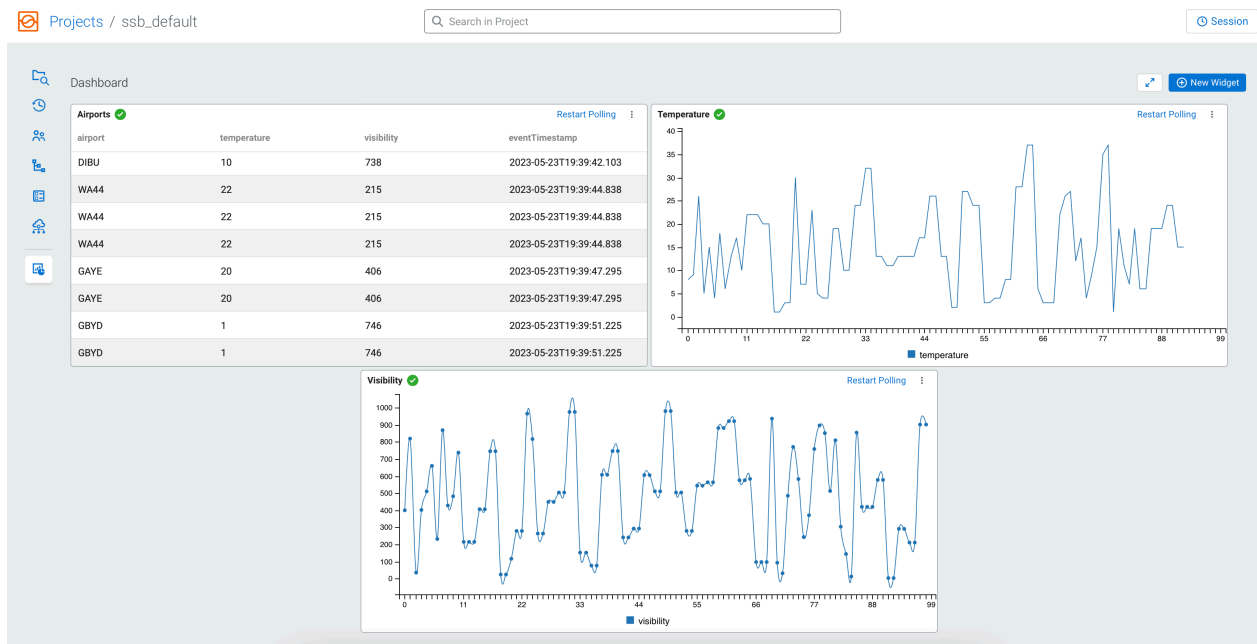 Projects / ssb_default
Search in Project
Session
Dashboard
New Widget
Airports
Restart Polling
airport temperature visibility eventTimestamp
DIBU 10 738 2023-05-23T19:39:42.103
WA44 22 215 2023-05-23T19:39:44.838
WA44 22 215 2023-05-23T19:39:44.838
WA44 22 215 2023-05-23T19:39:44.838
GAYE 20 406 2023-05-23T19:39:47.295
GAYE 20 406 2023-05-23T19:39:47.295
GBYD 1 746 2023-05-23T19:39:51.225
GBYD 1 746 2023-05-23T19:39:51.225
Temperature
Restart Polling
40
35
30
25
20
15
10
5
0
0 11 22 33 44 55 66 77 88 99
temperature
Visibility
Restart Polling
1000
900
800
700
600
500
400
300
200
100
0
0 11 22 33 44 55 66 77 88 99
visibility